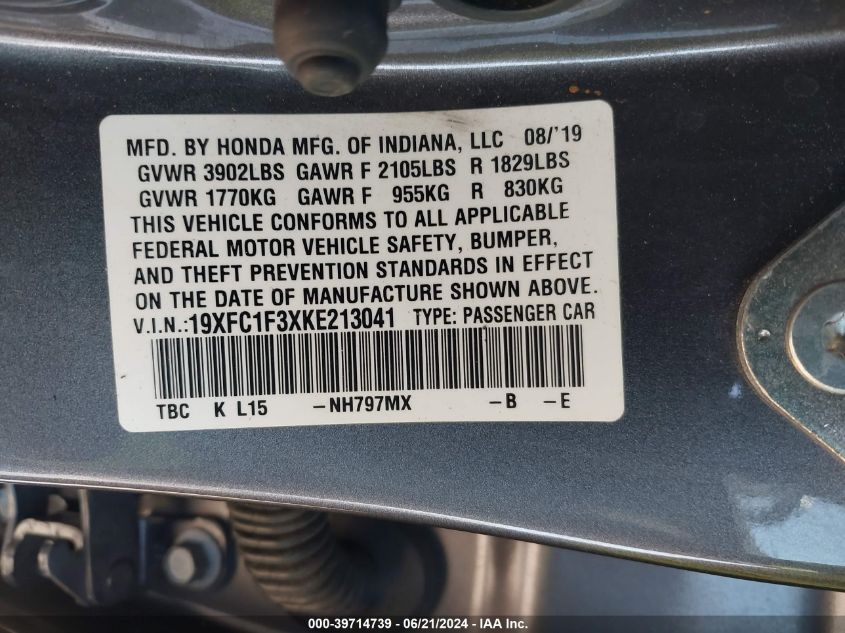 MFD. BY HONDA MFG. OF INDIANA, LLC 08/'19
GVWR 3902LBS GAWR F 2105LBS R 1829LBS
GVWR 1770KG GAWR F 955KG R 830KG
THIS VEHICLE CONFORMS TO ALL APPLICABLE
FEDERAL MOTOR VEHICLE SAFETY, BUMPER,
AND THEFT PREVENTION STANDARDS IN EFFECT
ON THE DATE OF MANUFACTURE SHOWN ABOVE.
V.I.N.:19XFC1F3XKE213041 TYPE: PASSENGER CAR
TBC K L15 -NH797MX -B -E
000-39714739 - 06/21/2024 - IAA Inc.